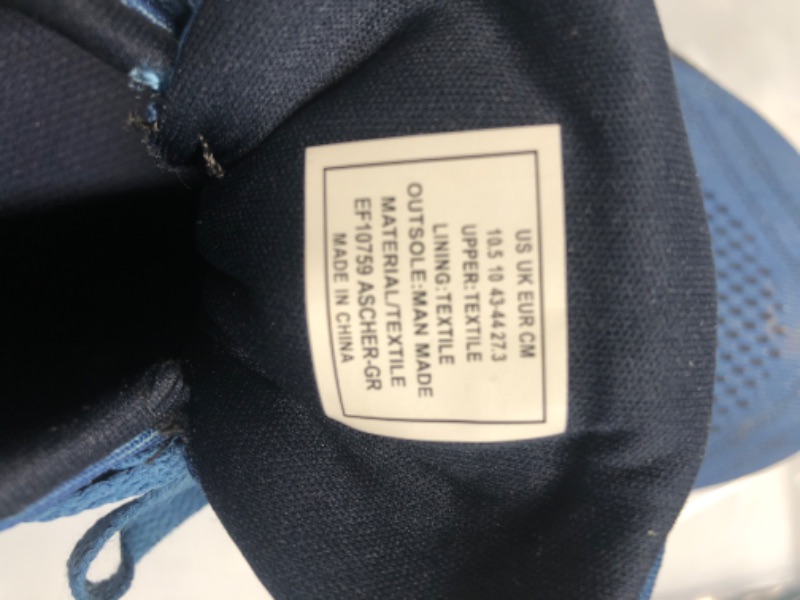 US UK EUR CM
10.5 10 43-44 27.3
UPPER:TEXTILE
LINING:TEXTILE
OUTSOLE:MAN MADE
MATERIAL/TEXTILE
EF10759 ASCHER-GR
MADE IN CHINA